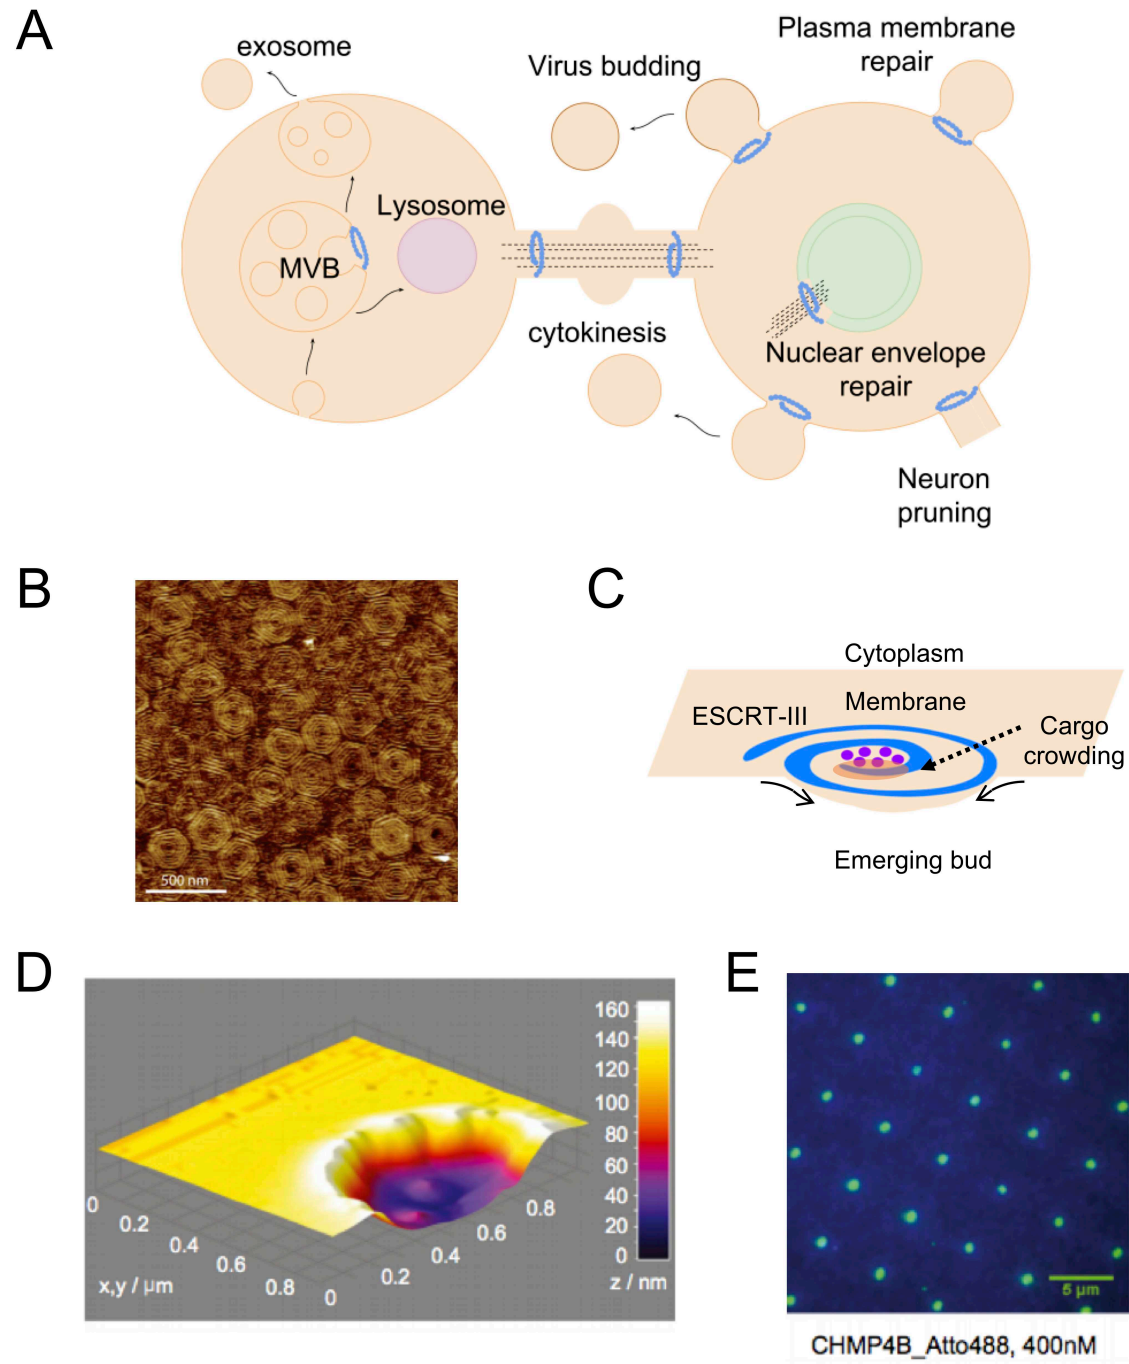 A
exosome
Virus budding
Plasma membrane
repair
Lysosome
MVB
cytokinesis
Nuclear envelope
repair
Neuron
pruning
B
500 nm
C
Cytoplasm
Membrane
ESCRT-III
Cargo
crowding
Emerging bud
D
160
140
120
100
80
60
40
20
0
z / nm
0
0.2
0.4
0.6
0.8
x,y / µm
0
0.2
0.4
0.6
0.8
E
5 µm
CHMP4B_Atto488, 400nM